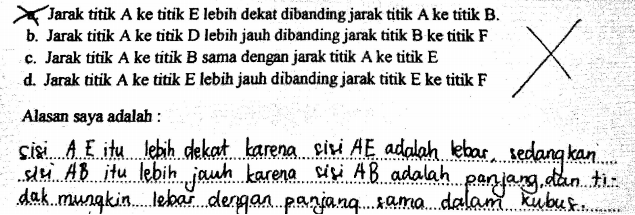 a. Jarak titik A ke titik E lebih dekat dibanding jarak titik A ke titik B.
b. Jarak titik A ke titik D lebih jauh dibanding jarak titik B ke titik F
c. Jarak titik A ke titik B sama dengan jarak titik A ke titik E
d. Jarak titik A ke titik E lebih jauh dibanding jarak titik E ke titik F
Alasan saya adalah :
sisi A E itu lebih dekat karena sisi AE adalah lebar, sedangkan
sisi AB itu lebih jauh karena sisi AB adalah panjang, dan ti-
dak mungkin lebar dengan panjang sama dalam kubus.